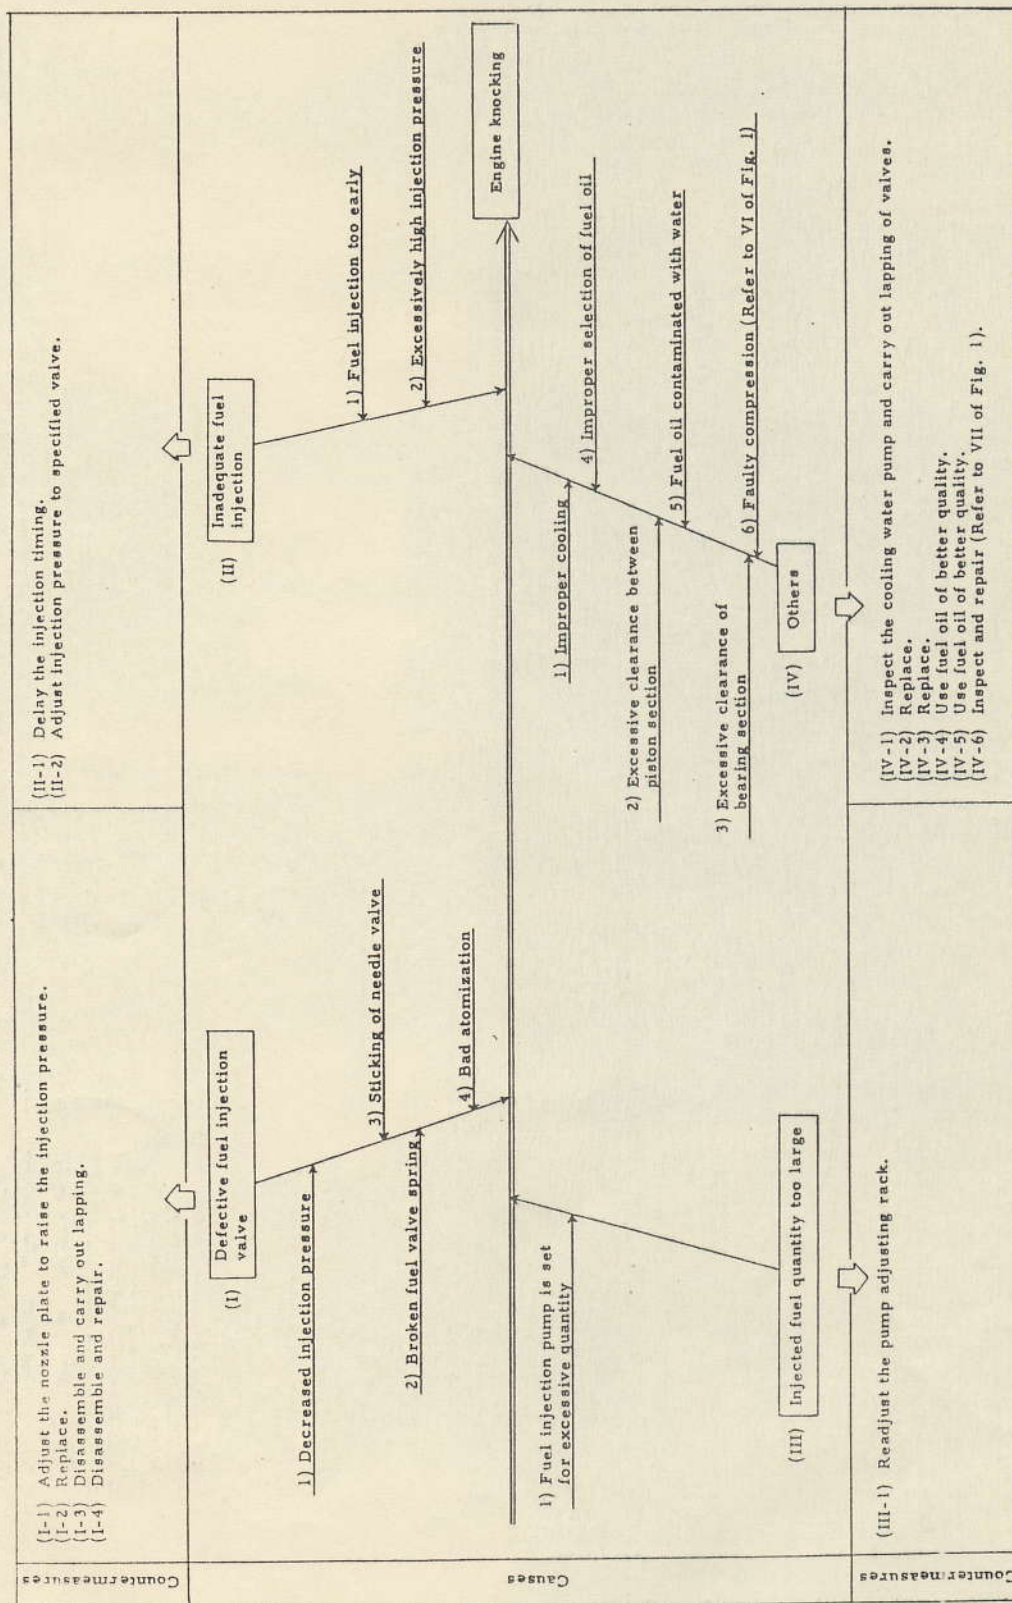 Countermeasures
(I-1) Adjust the nozzle plate to raise the injection pressure.
(I-2) Replace.
(I-3) Disassemble and carry out lapping.
(I-4) Disassemble and repair.
(II-1) Delay the injection timing.
(II-2) Adjust injection pressure to specified valve.
Causes
(I) Defective fuel injection
valve
1) Decreased injection pressure
2) Broken fuel valve spring
3) Sticking of needle valve
4) Bad atomization
(II) Inadequate fuel
injection
1) Fuel injection too early
2) Excessively high injection pressure
Engine knocking
1) Fuel injection pump is set
for excessive quantity
(III) Injected fuel quantity too large
1) Improper cooling
2) Excessive clearance between
piston section
3) Excessive clearance of
bearing section
4) Improper selection of fuel oil
5) Fuel oil contaminated with water
6) Faulty compression (Refer to VI of Fig. 1)
(IV) Others
Countermeasures
(III-1) Readjust the pump adjusting rack.
(IV-1) Inspect the cooling water pump and carry out lapping of valves.
(IV-2) Replace.
(IV-3) Replace.
(IV-4) Use fuel oil of better quality.
(IV-5) Use fuel oil of better quality.
(IV-6) Inspect and repair (Refer to VII of Fig. 1).